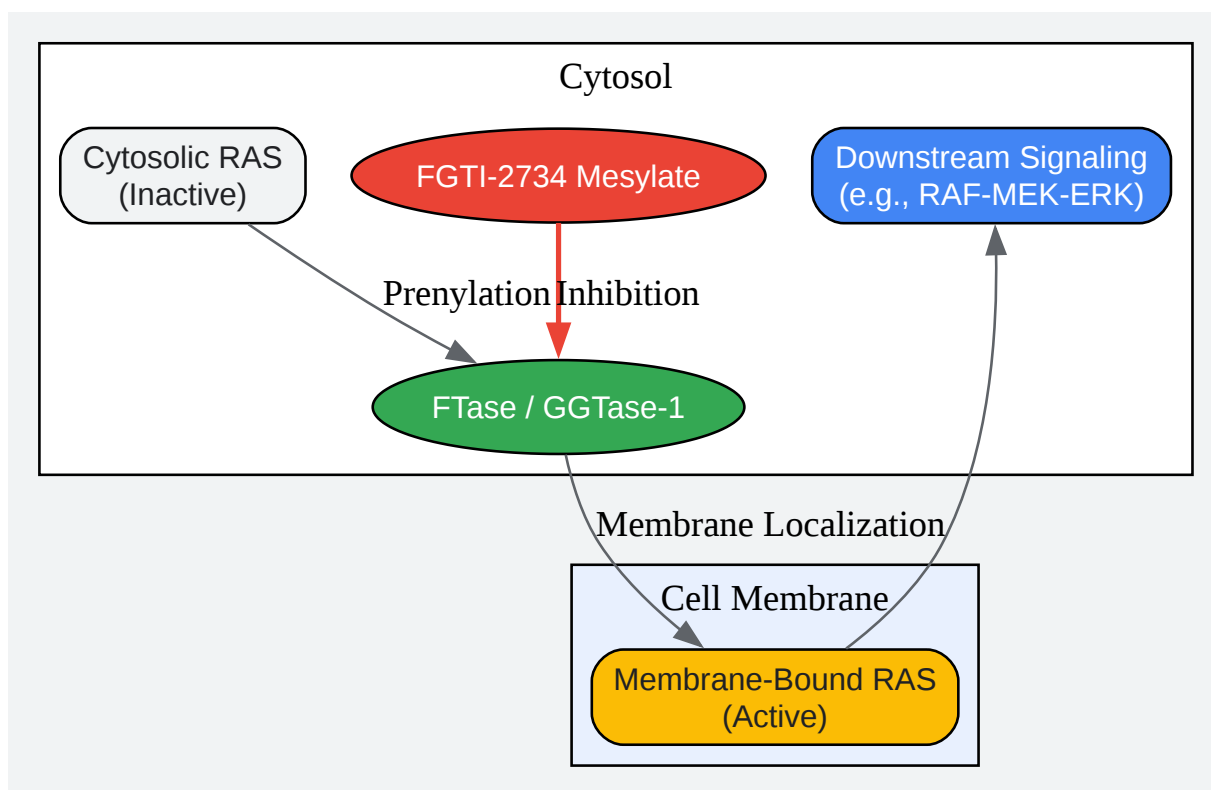 Cytosol
Cytosolic RAS
(Inactive)
FGTI-2734 Mesylate
Downstream Signaling
(e.g., RAF-MEK-ERK)
Prenylation
Inhibition
FTase / GGTase-1
Membrane Localization
Cell Membrane
Membrane-Bound RAS
(Active)